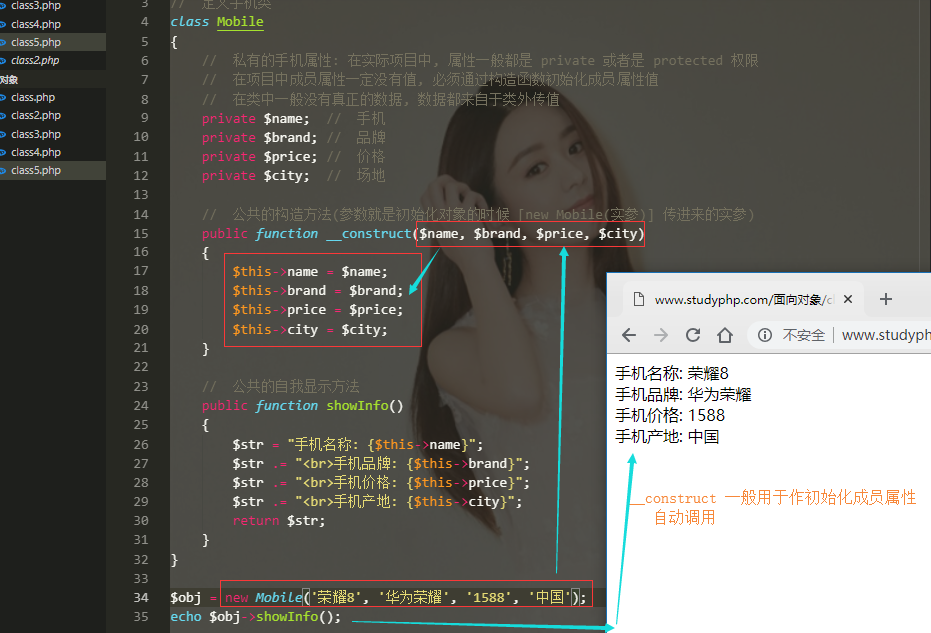 class3.php
class4.php
class5.php
class2.php
对象
class.php
class2.php
class3.php
class4.php
class5.php
3 // 定义手机类
4 class Mobile
5 {
6 // 私有的手机属性: 在实际项目中, 属性一般都是 private 或者是 protected 权限
7 // 在项目中成员属性一定没有值, 必须通过构造函数初始化成员属性值
8 // 在类中一般没有真正的数据, 数据都来自于类外传值
9 private $name; // 手机
10 private $brand; // 品牌
11 private $price; // 价格
12 private $city; // 场地
13
14 // 公共的构造方法(参数就是初始化对象的时候 [new Mobile(实参)] 传进来的实参)
15 public function __construct($name, $brand, $price, $city)
16 {
17 $this->name = $name;
18 $this->brand = $brand;
19 $this->price = $price;
20 $this->city = $city;
21 }
22
23 // 公共的自我显示方法
24 public function showInfo()
25 {
26 $str = "手机名称: {$this->name}";
27 $str .= "<br>手机品牌: {$this->brand}";
28 $str .= "<br>手机价格: {$this->price}";
29 $str .= "<br>手机产地: {$this->city}";
30 return $str;
31 }
32 }
33
34 $obj = new Mobile('荣耀8', '华为荣耀', '1588', '中国');
35 echo $obj->showInfo();
www.studyphp.com/面向对象/cl
不安全 www.studyph
手机名称: 荣耀8
手机品牌: 华为荣耀
手机价格: 1588
手机产地: 中国
__construct 一般用于作初始化成员属性
自动调用